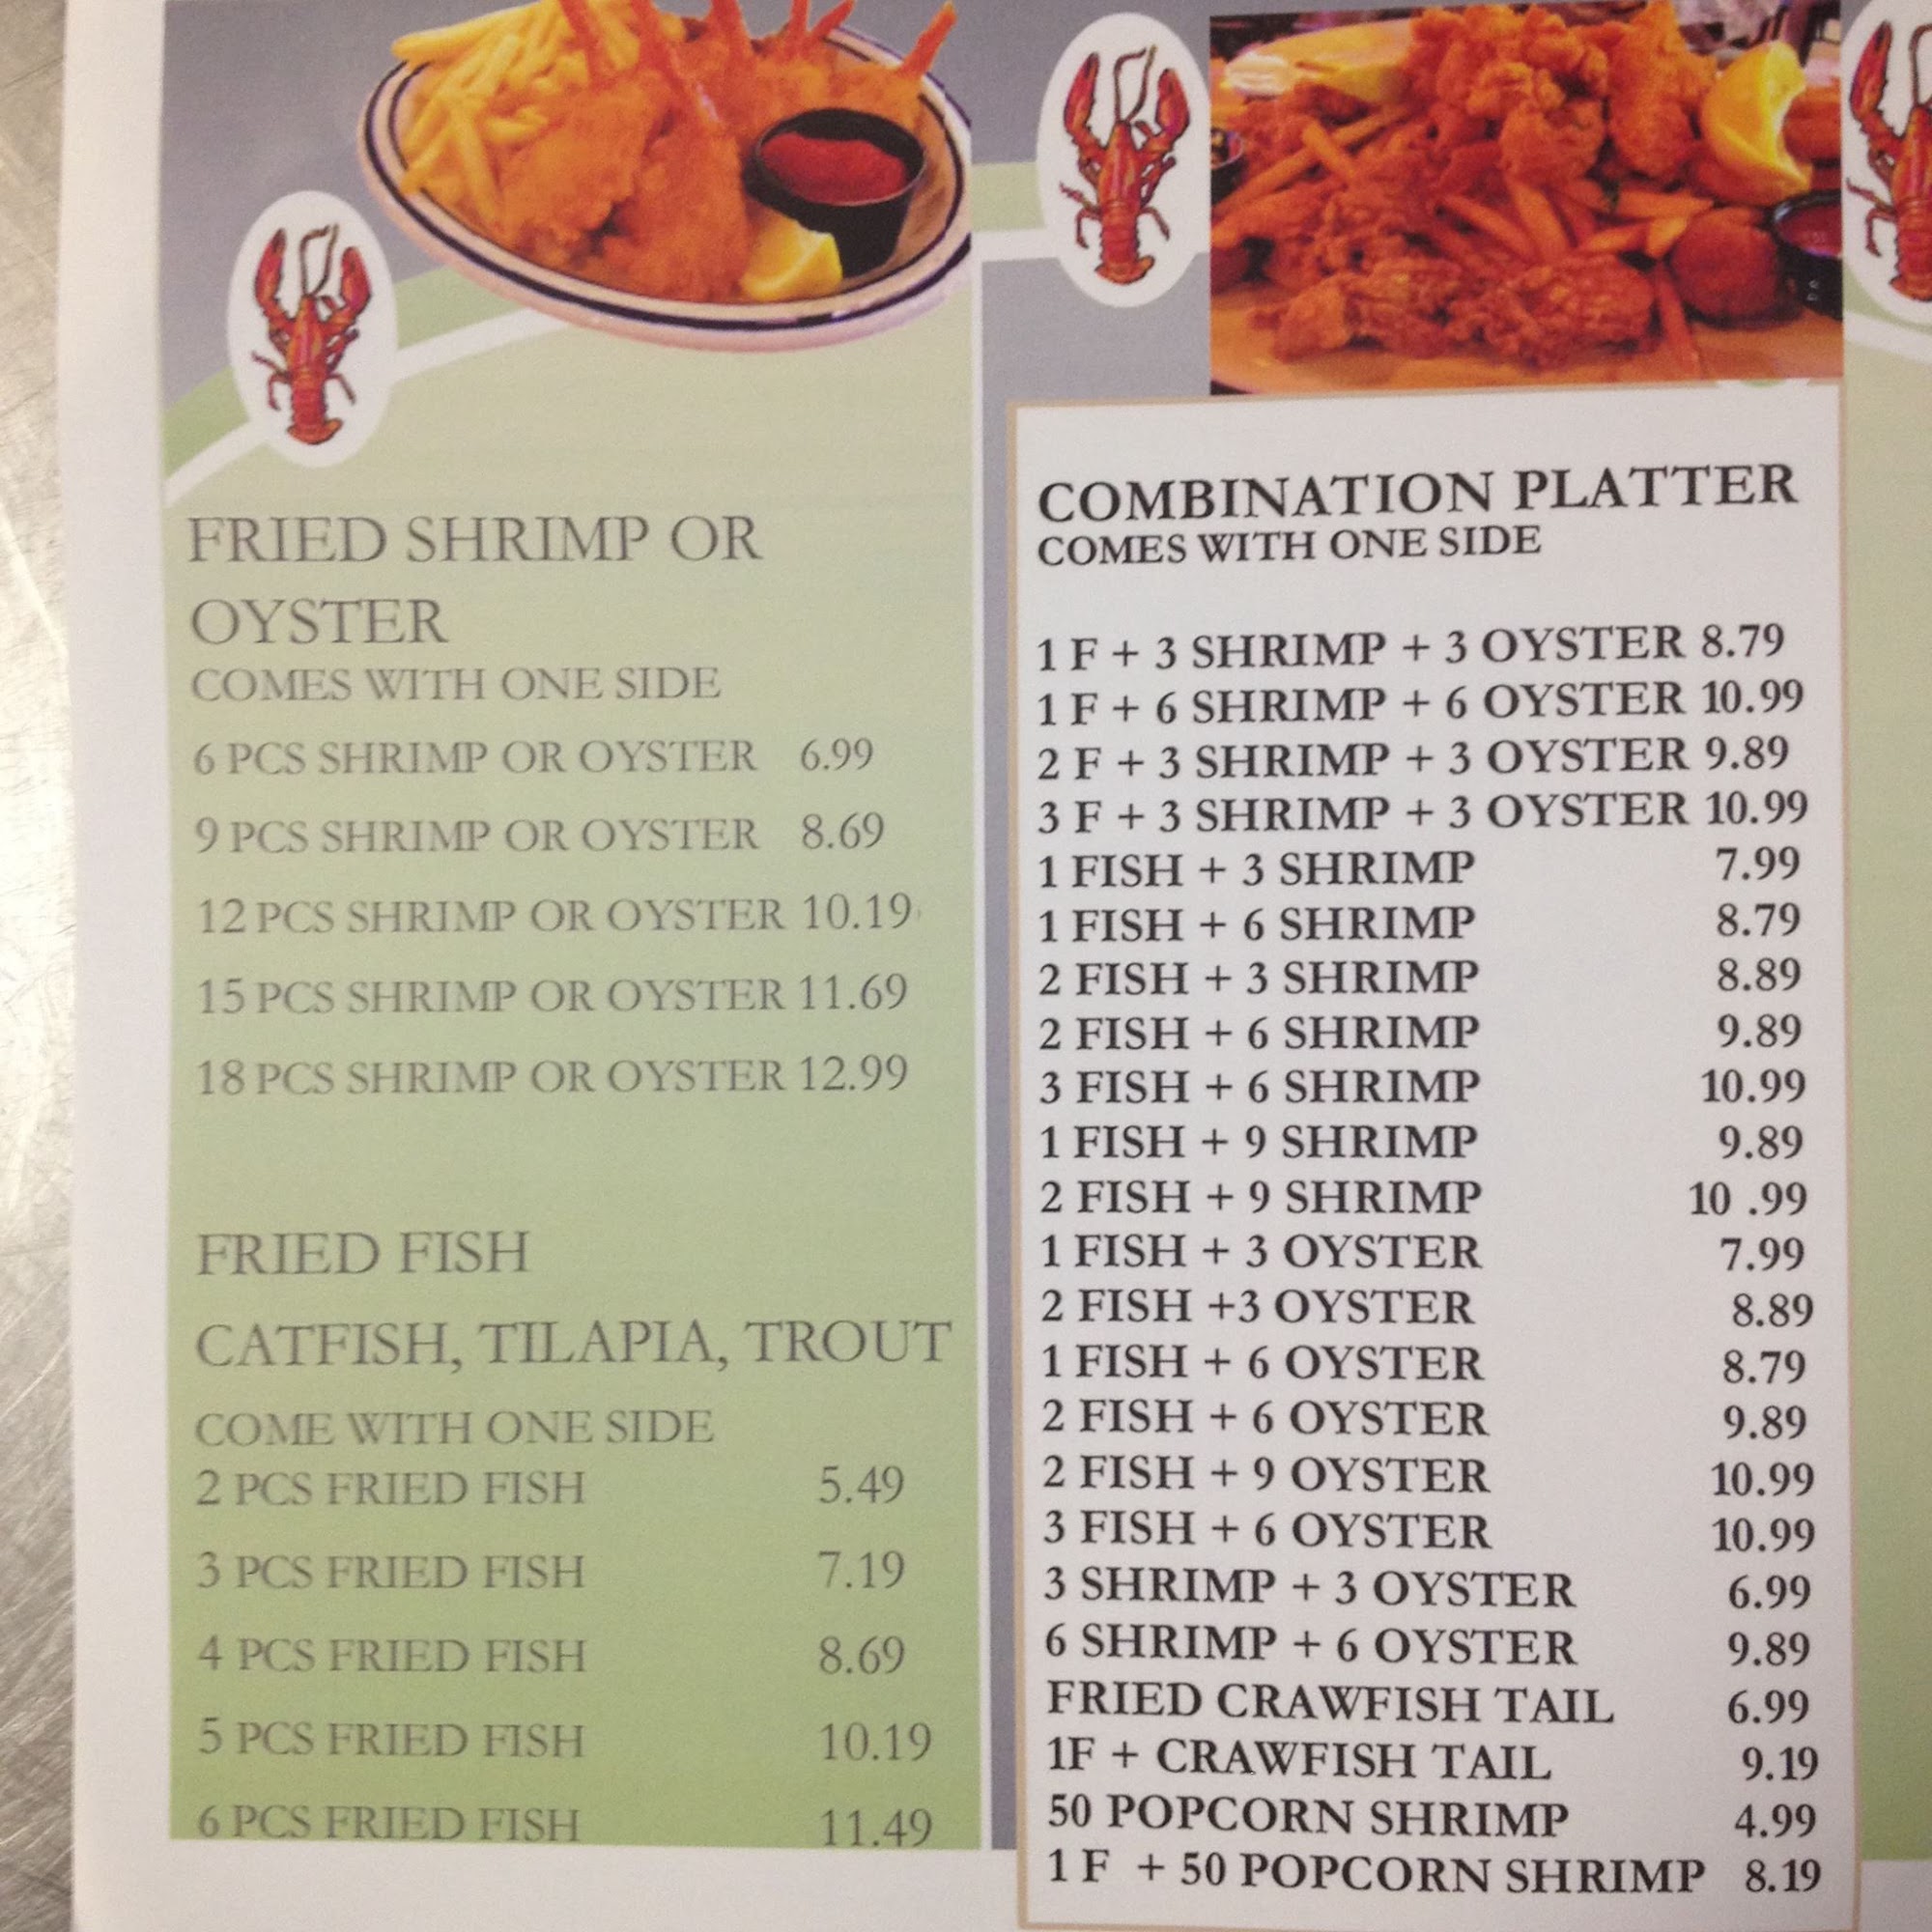 FRIED SHRIMP OR
OYSTER
COMES WITH ONE SIDE
6 PCS SHRIMP OR OYSTER 6.99
9 PCS SHRIMP OR OYSTER 8.69
12 PCS SHRIMP OR OYSTER 10.19
15 PCS SHRIMP OR OYSTER 11.69
18 PCS SHRIMP OR OYSTER 12.99
FRIED FISH
CATFISH, TILAPIA, TROUT
COME WITH ONE SIDE
2 PCS FRIED FISH 5.49
3 PCS FRIED FISH 7.19
4 PCS FRIED FISH 8.69
5 PCS FRIED FISH 10.19
6 PCS FRIED FISH 11.49
COMBINATION PLATTER
COMES WITH ONE SIDE
1 F + 3 SHRIMP + 3 OYSTER 8.79
1 F + 6 SHRIMP + 6 OYSTER 10.99
2 F + 3 SHRIMP + 3 OYSTER 9.89
3 F + 3 SHRIMP + 3 OYSTER 10.99
1 FISH + 3 SHRIMP 7.99
1 FISH + 6 SHRIMP 8.79
2 FISH + 3 SHRIMP 8.89
2 FISH + 6 SHRIMP 9.89
3 FISH + 6 SHRIMP 10.99
1 FISH + 9 SHRIMP 9.89
2 FISH + 9 SHRIMP 10 .99
1 FISH + 3 OYSTER 7.99
2 FISH +3 OYSTER 8.89
1 FISH + 6 OYSTER 8.79
2 FISH + 6 OYSTER 9.89
2 FISH + 9 OYSTER 10.99
3 FISH + 6 OYSTER 10.99
3 SHRIMP + 3 OYSTER 6.99
6 SHRIMP + 6 OYSTER 9.89
FRIED CRAWFISH TAIL 6.99
1F + CRAWFISH TAIL 9.19
50 POPCORN SHRIMP 4.99
1 F + 50 POPCORN SHRIMP 8.19